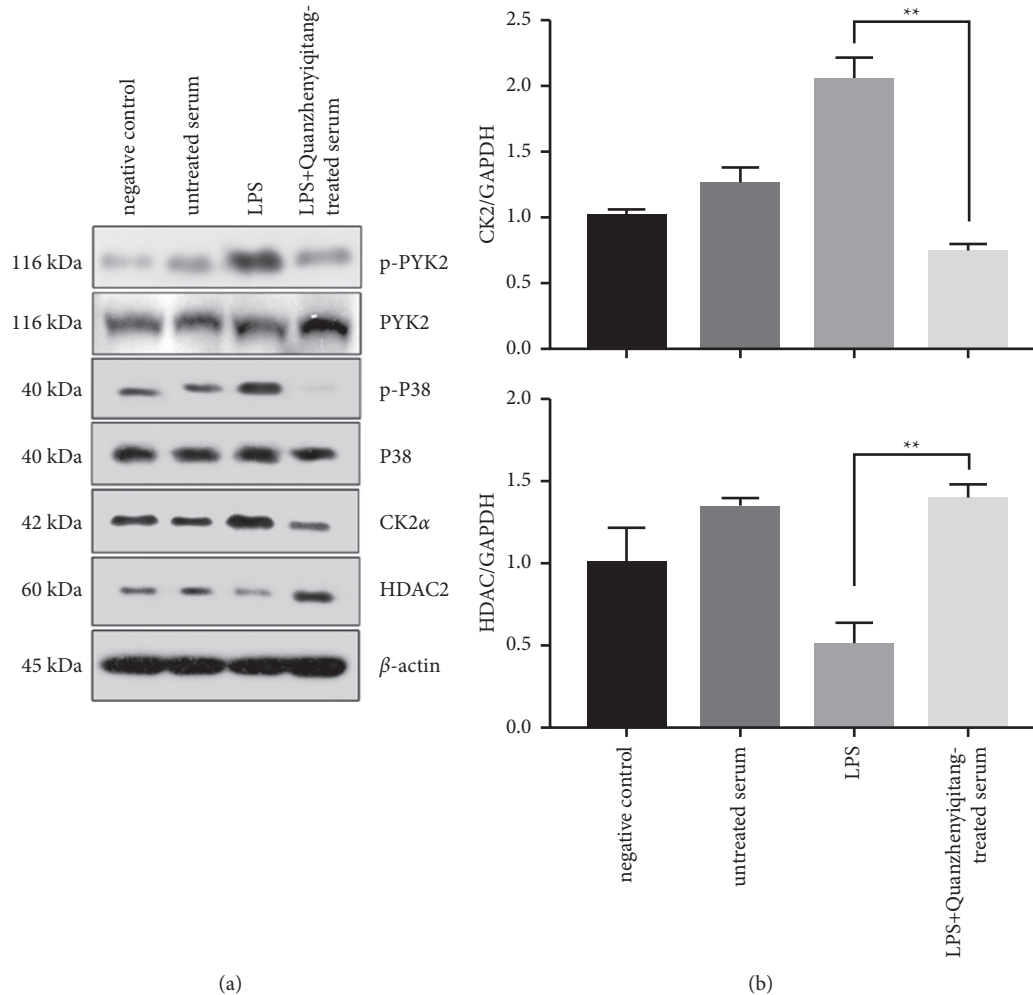 negative control
untreated serum
LPS
LPS+Quanzhenyiqitang-
treated serum
116 kDa p-PYK2
116 kDa PYK2
40 kDa p-P38
40 kDa P38
42 kDa CK2α
60 kDa HDAC2
45 kDa β-actin
(a)
CK2/GAPDH
2.5
2.0
1.5
1.0
0.5
0.0
**
HDAC/GAPDH
2.0
1.5
1.0
0.5
0.0
**
negative control
untreated serum
LPS
LPS+Quanzhenyiqitang-
treated serum
(b)